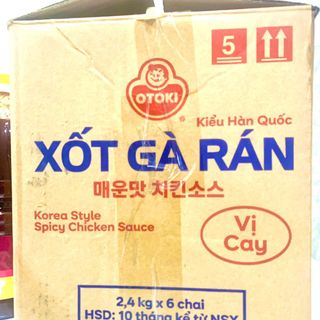 5
OTOKI
®
Kiểu Hàn Quốc
XỐT GÀ RÁN
매운맛 치킨소스
Korea Style
Spicy Chicken Sauce
Vị
Cay
2,4 kg x 6 chai
HSD: 10 tháng kể từ NSX